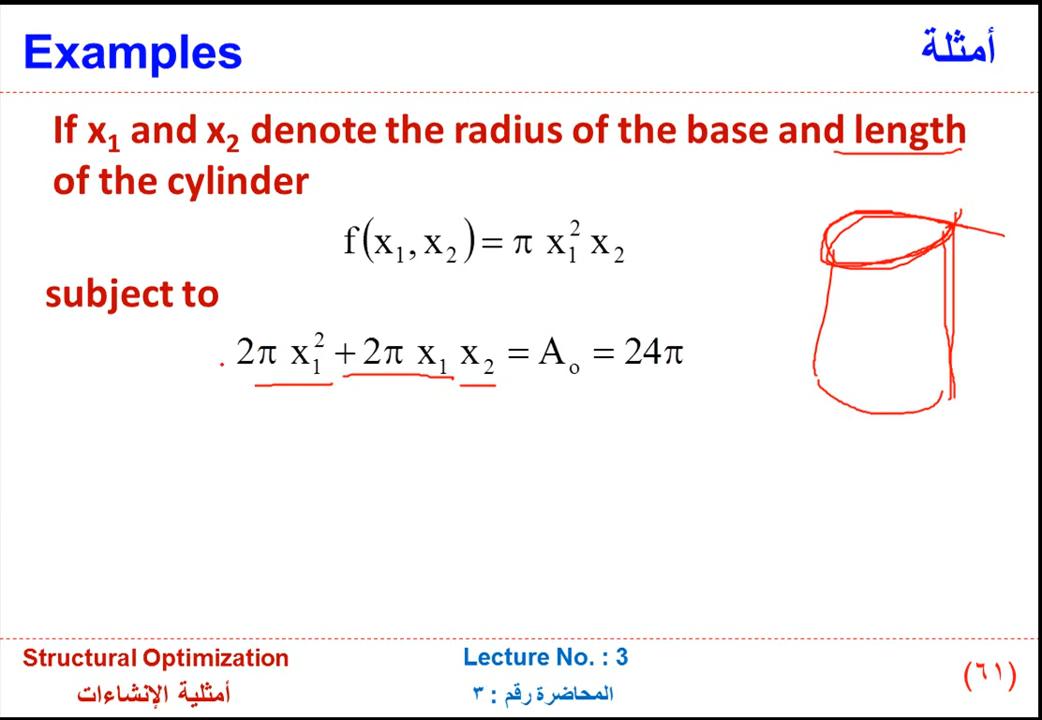 Examples
أمثلة
If x₁ and x₂ denote the radius of the base and length
of the cylinder
f(x₁, x₂) = π x₁² x₂
subject to
2π x₁² + 2π x₁ x₂ = Aₒ = 24π
Structural Optimization
أمثلية الإنشاءات
Lecture No. : 3
المحاضرة رقم : ٣
(٦١)